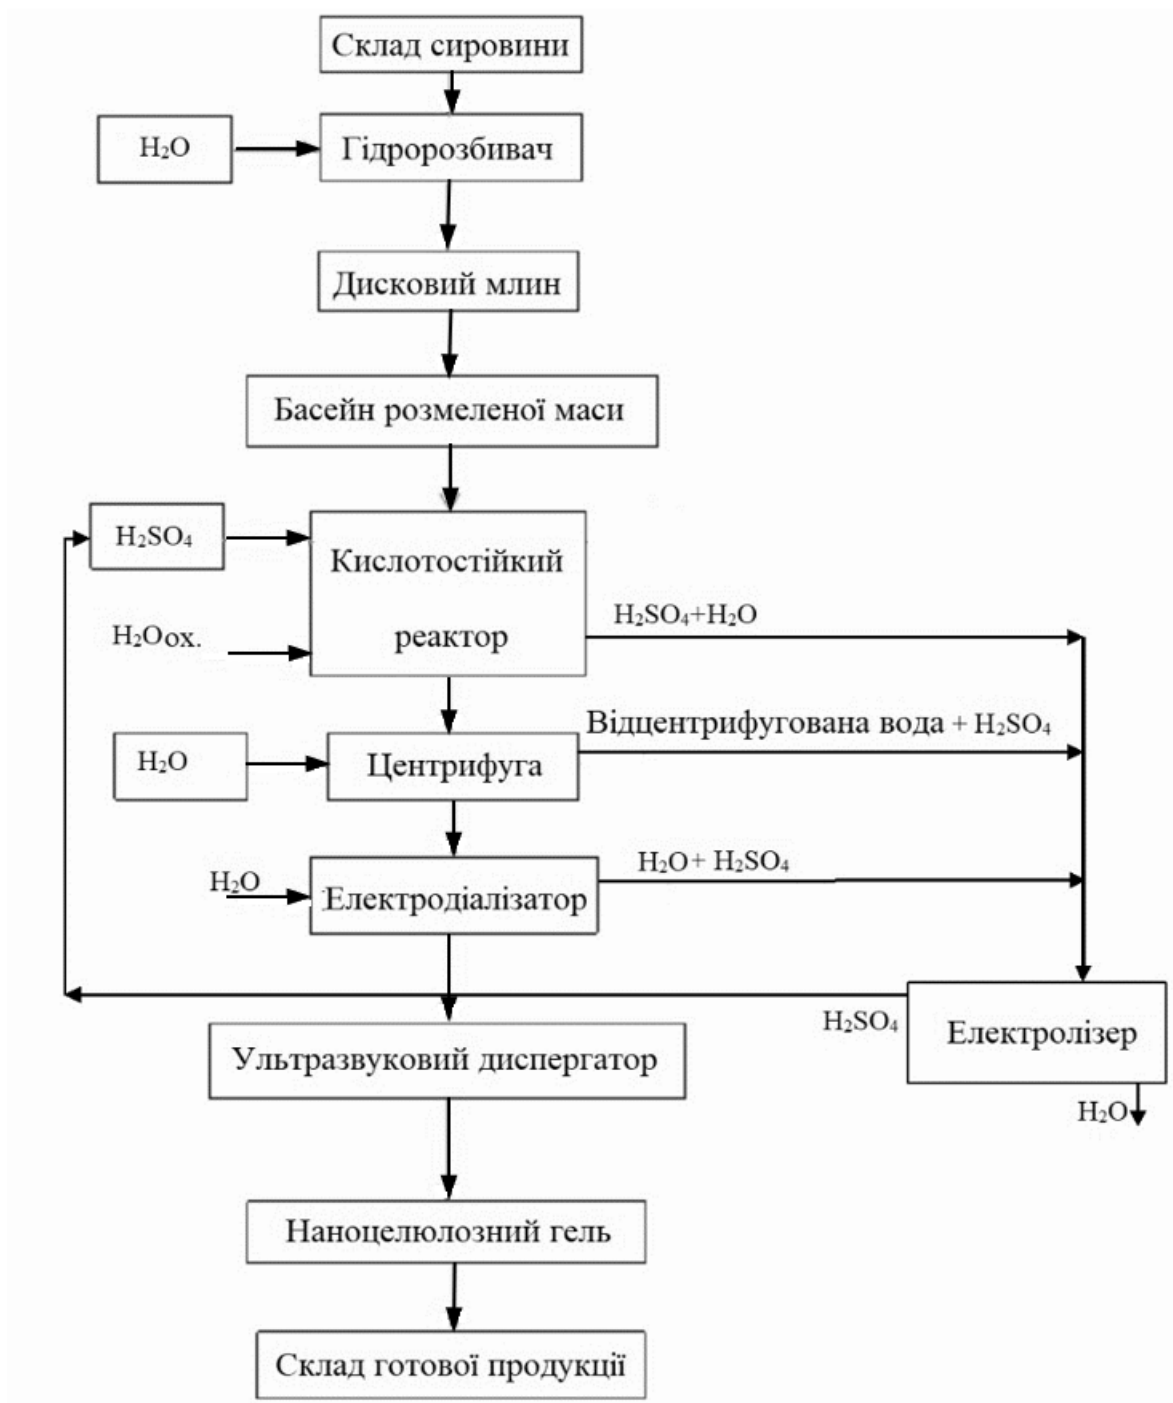 Склад сировини
H₂O
Гідророзбивач
Дисковий млин
Басейн розмеленої маси
H₂SO₄
Кислотостійкий
реактор
H₂Oох.
H₂SO₄+H₂O
Відцентрифугована вода + H₂SO₄
H₂O
Центрифуга
H₂O+ H₂SO₄
H₂O
Електродіалізатор
H₂SO₄
Електролізер
Ультразвуковий диспергатор
H₂O
Наноцелюлозний гель
Склад готової продукції